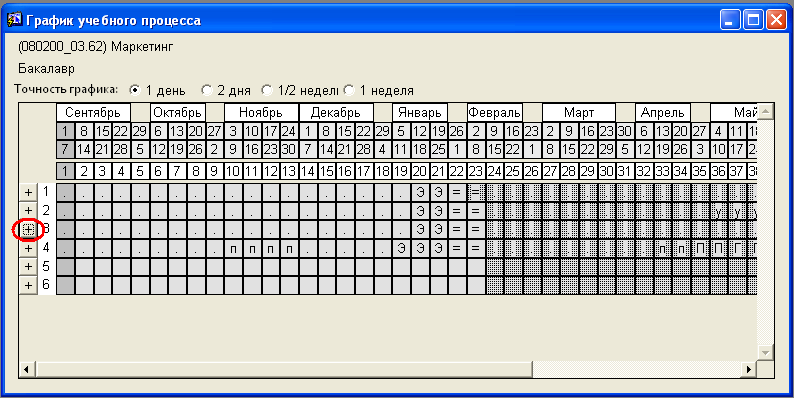 График учебного процесса
(080200_03.62) Маркетинг
Бакалавр
Точность графика: 1 день 2 дня 1/2 недели 1 неделя
Сентябрь Октябрь Ноябрь Декабрь Январь Февраль Март Апрель Май
1 8 15 22 29 6 13 20 27 3 10 17 24 1 8 15 22 29 5 12 19 26 2 9 16 23 2 9 16 23 30 6 13 20 27 4 11 18
7 14 21 28 5 12 19 26 2 9 16 23 30 7 14 21 28 4 11 18 25 1 8 15 22 1 8 15 22 29 5 12 19 26 3 10 17
1 2 3 4 5 6 7 8 9 10 11 12 13 14 15 16 17 18 19 20 21 22 23 24 25 26 27 28 29 30 31 32 33 34 35 36 37 38
+ 1 . . . . . . . . . . . . . . . . . . . Э Э = =
+ 2 . . . . . . . . . . . . . . . . . . . Э Э = = у у у
+ 3 . . . . . . . . . . . . . . . . . . . Э Э = =
+ 4 . . . . . . . . . п п п п . . . . . Э Э Э = = п п П Г
+ 5
+ 6